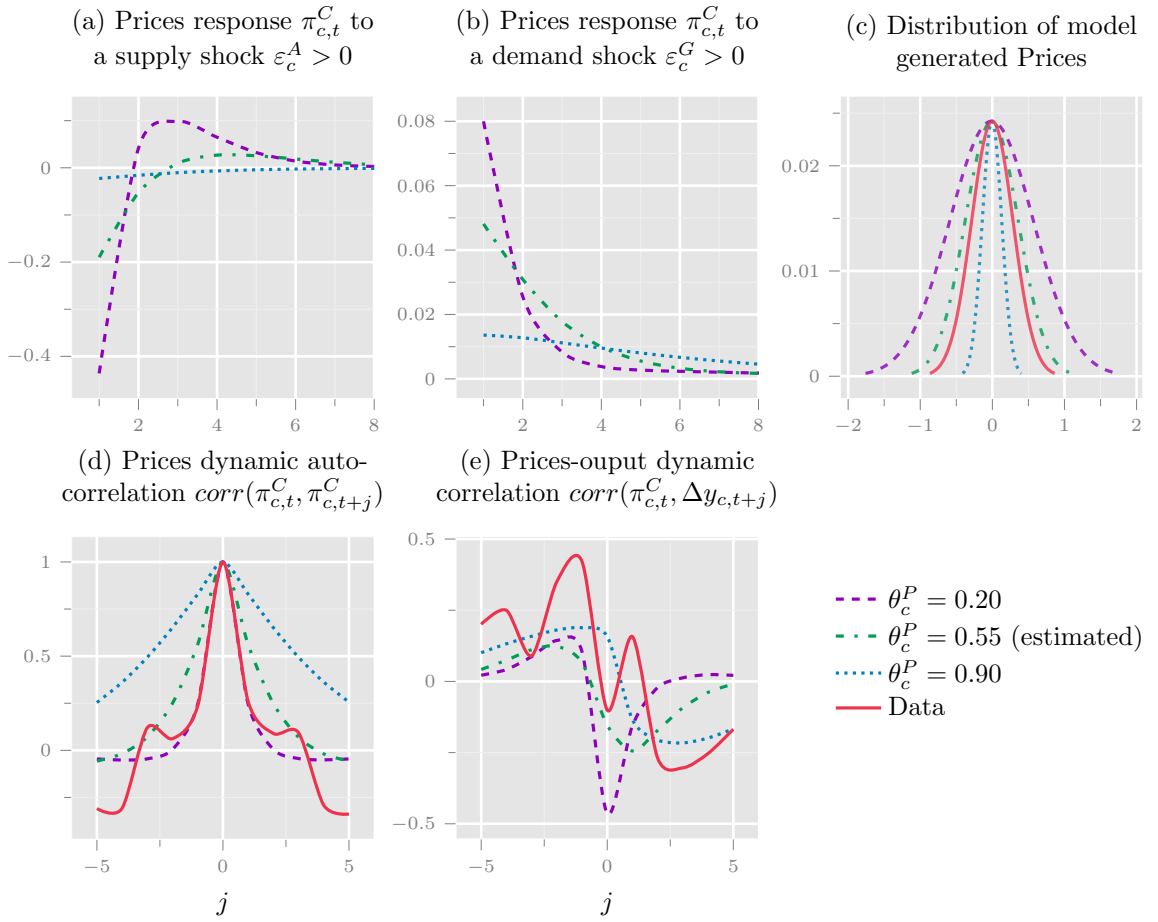 (a) Prices response π^C_{c,t} to
a supply shock ε^A_c > 0
(b) Prices response π^C_{c,t} to
a demand shock ε^G_c > 0
(c) Distribution of model
generated Prices
0
−0.2
−0.4
2 4 6 8
0.08
0.06
0.04
0.02
0
2 4 6 8
0.02
0.01
0
−2 −1 0 1 2
(d) Prices dynamic auto-
correlation corr(π^C_{c,t}, π^C_{c,t+j})
(e) Prices-ouput dynamic
correlation corr(π^C_{c,t}, Δy_{c,t+j})
1
0.5
0
−5 0 5
j
0.5
0
−0.5
−5 0 5
j
θ^P_c = 0.20
θ^P_c = 0.55 (estimated)
θ^P_c = 0.90
Data